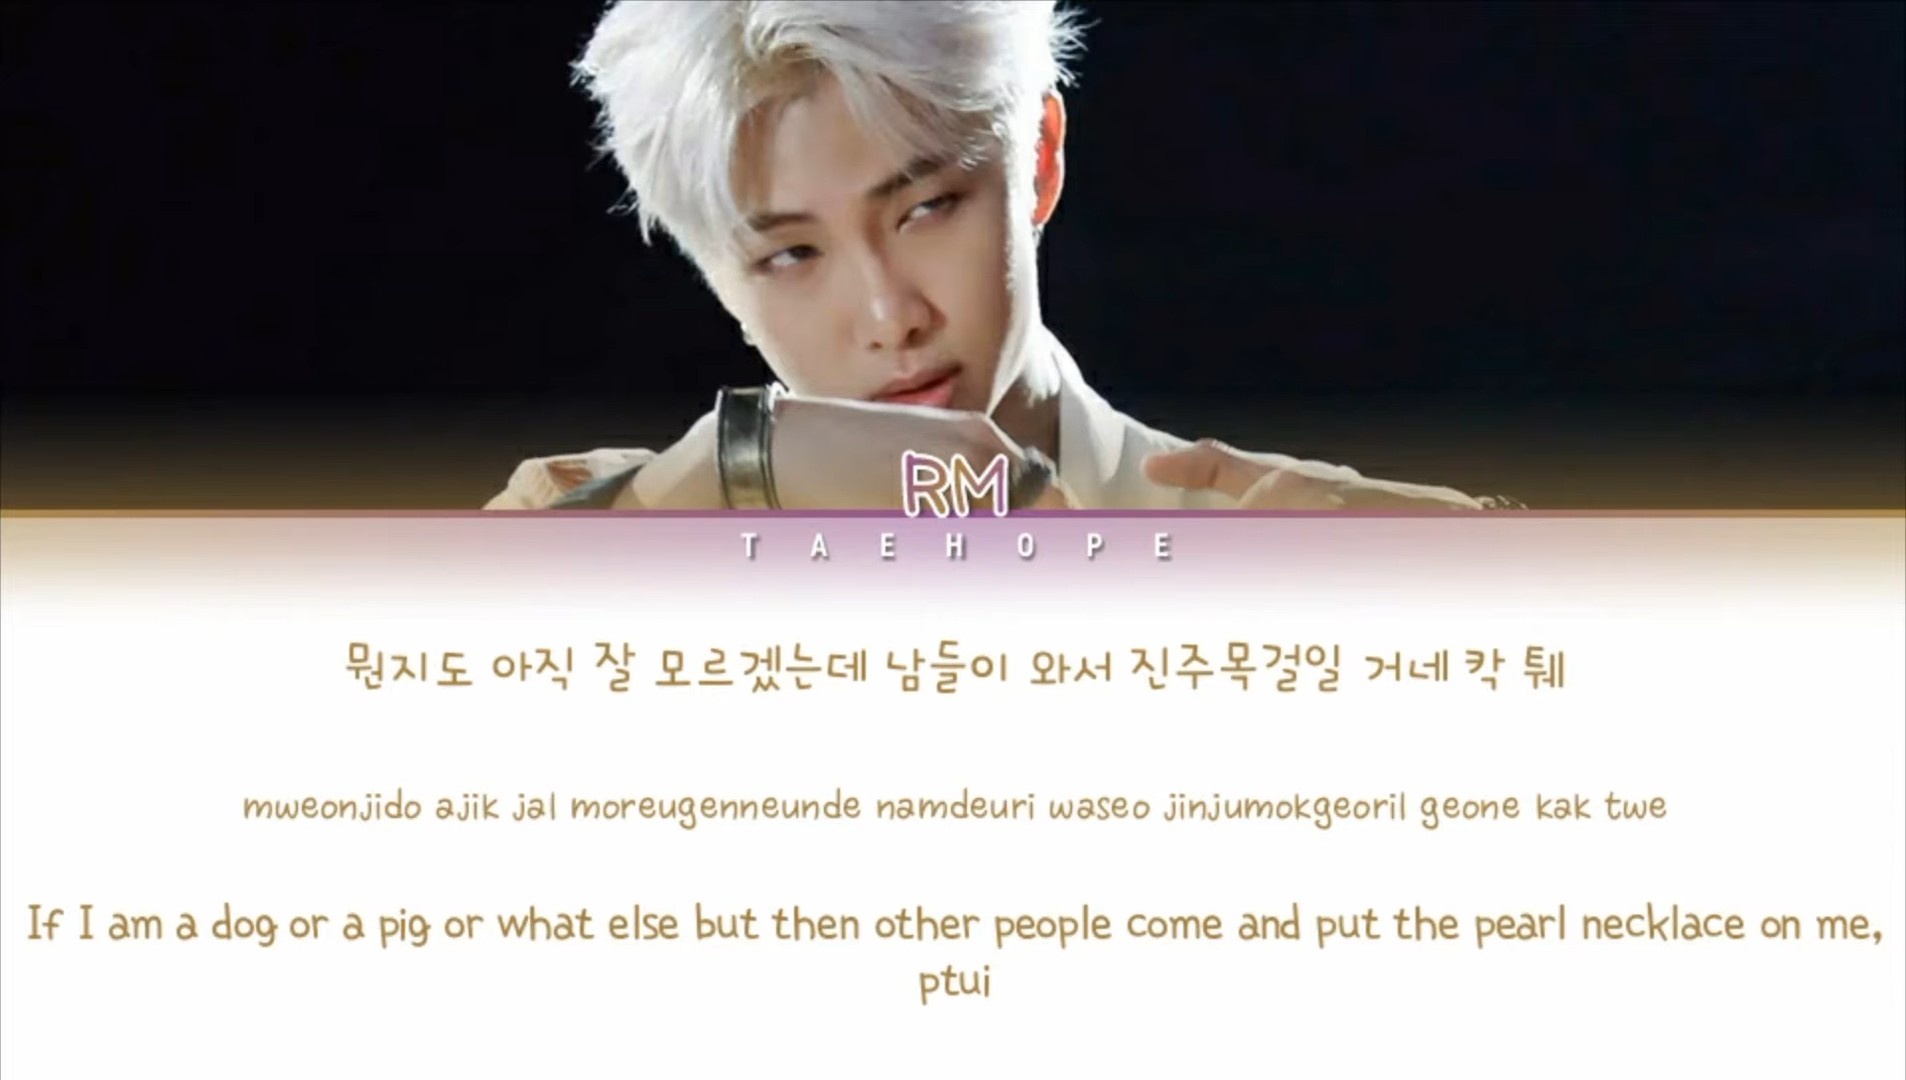 RM
TAEHOPE
뭔지도 아직 잘 모르겠는데 남들이 와서 진주목걸일 거네 칵 퉤
mweonjido ajik jal moreugenneunde namdeuri waseo jinjumokgeoril geone kak twe
If I am a dog or a pig or what else but then other people come and put the pearl necklace on me,
ptui